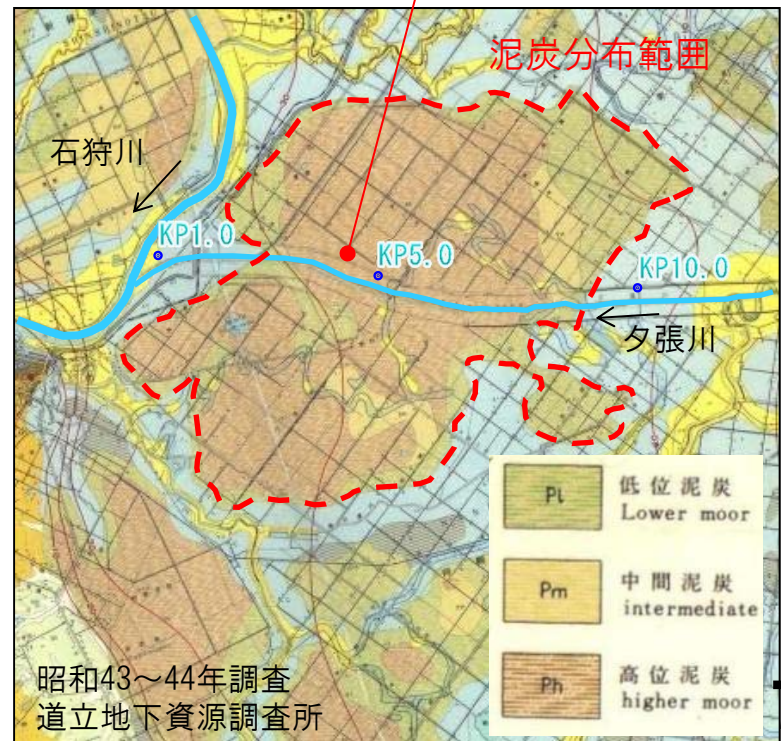 泥炭分布範囲
石狩川
KP1.0
KP5.0
KP10.0
夕張川
Pl 低位泥炭
Lower moor
Pm 中間泥炭
intermediate
Ph 高位泥炭
higher moor
昭和43～44年調査
道立地下資源調査所